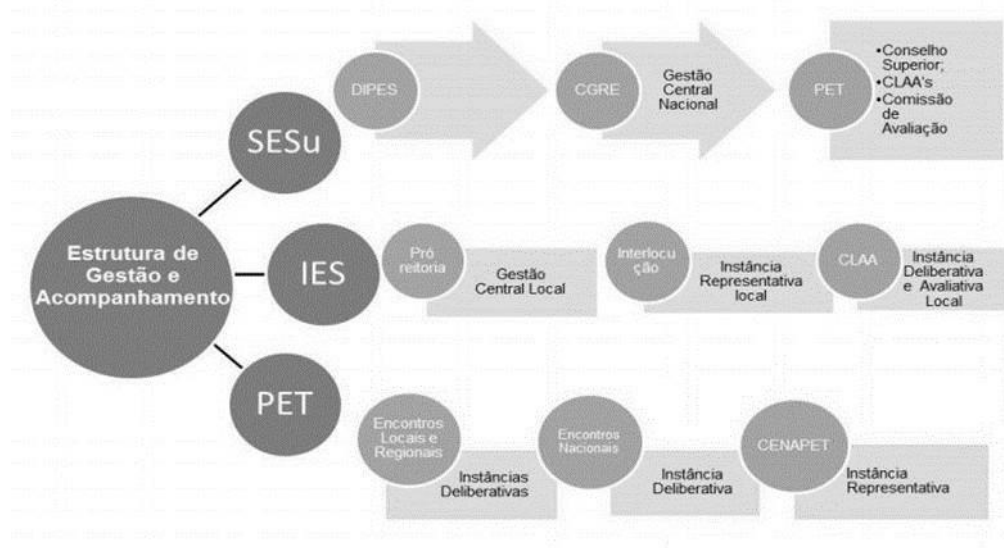 Estrutura de
Gestão e
Acompanhamento
SESu
DIPES
CGRE
Gestão
Central
Nacional
PET
•Conselho
Superior;
•CLAA's
•Comissão
de
Avaliação
IES
Pró
reitoria
Gestão
Central Local
Interlocu
ção
Instância
Representativa
local
CLAA
Instância
Deliberativa
e Avaliativa
Local
PET
Encontros
Locais e
Regionais
Instâncias
Deliberativas
Encontros
Nacionais
Instância
Deliberativa
CENAPET
Instância
Representativa